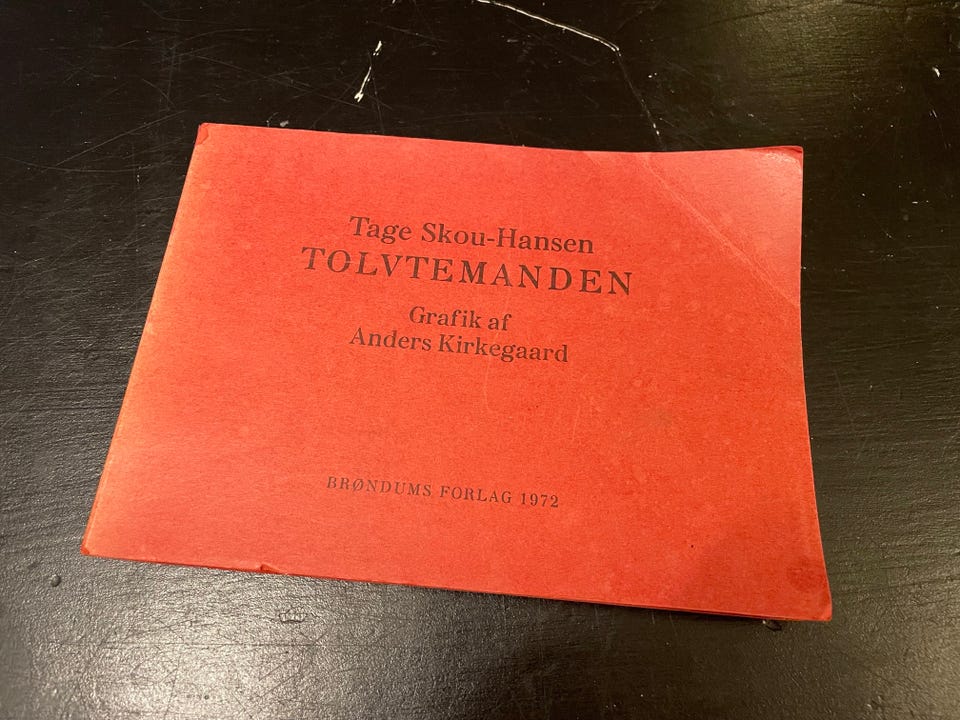 Tage Skou-Hansen
TOLVTEMANDEN
Grafik af
Anders Kirkegaard
BRØNDUMS FORLAG 1972